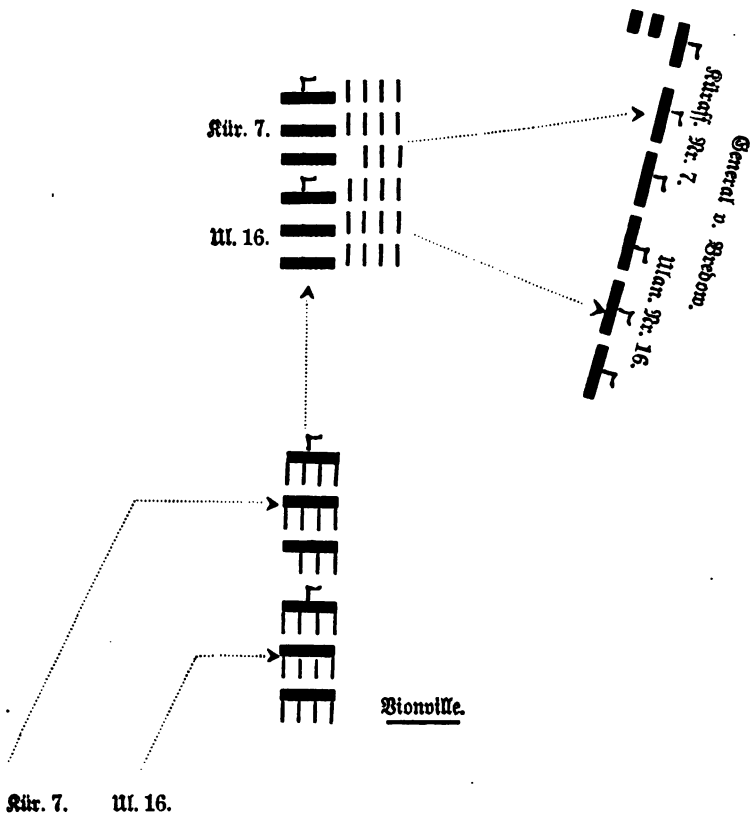 Kürass. Nr. 7.
General v. Bredow.
Kür. 7.
Ul. 16.
Ulan. Nr. 16.
Vionville.
Kür. 7. Ul. 16.